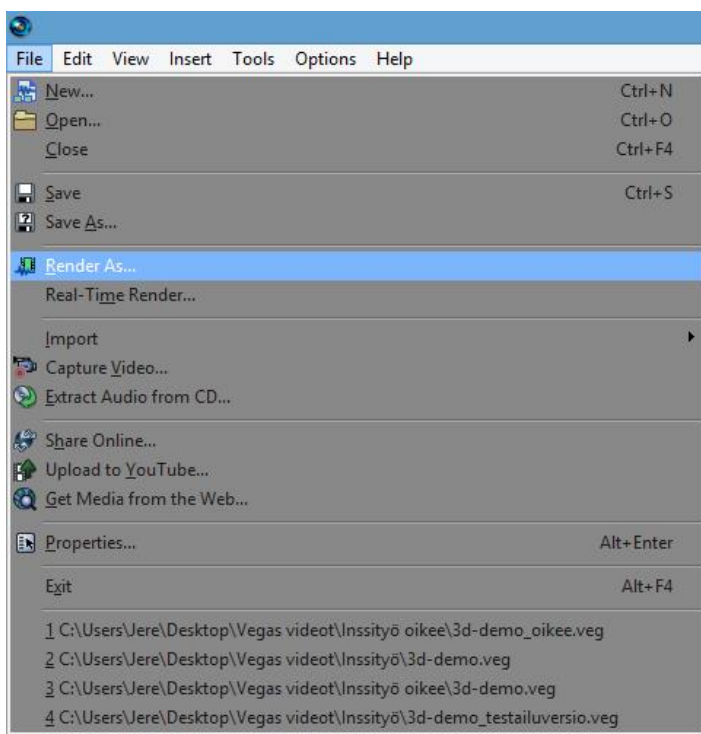 File Edit View Insert Tools Options Help
New... Ctrl+N
Open... Ctrl+O
Close Ctrl+F4
Save Ctrl+S
Save As...
Render As...
Real-Time Render...
Import
Capture Video...
Extract Audio from CD...
Share Online...
Upload to YouTube...
Get Media from the Web...
Properties... Alt+Enter
Exit Alt+F4
1 C:\Users\Jere\Desktop\Vegas videot\Inssityö oikee\3d-demo_oikee.veg
2 C:\Users\Jere\Desktop\Vegas videot\Inssityö\3d-demo.veg
3 C:\Users\Jere\Desktop\Vegas videot\Inssityö oikee\3d-demo.veg
4 C:\Users\Jere\Desktop\Vegas videot\Inssityö\3d-demo_testailuversio.veg